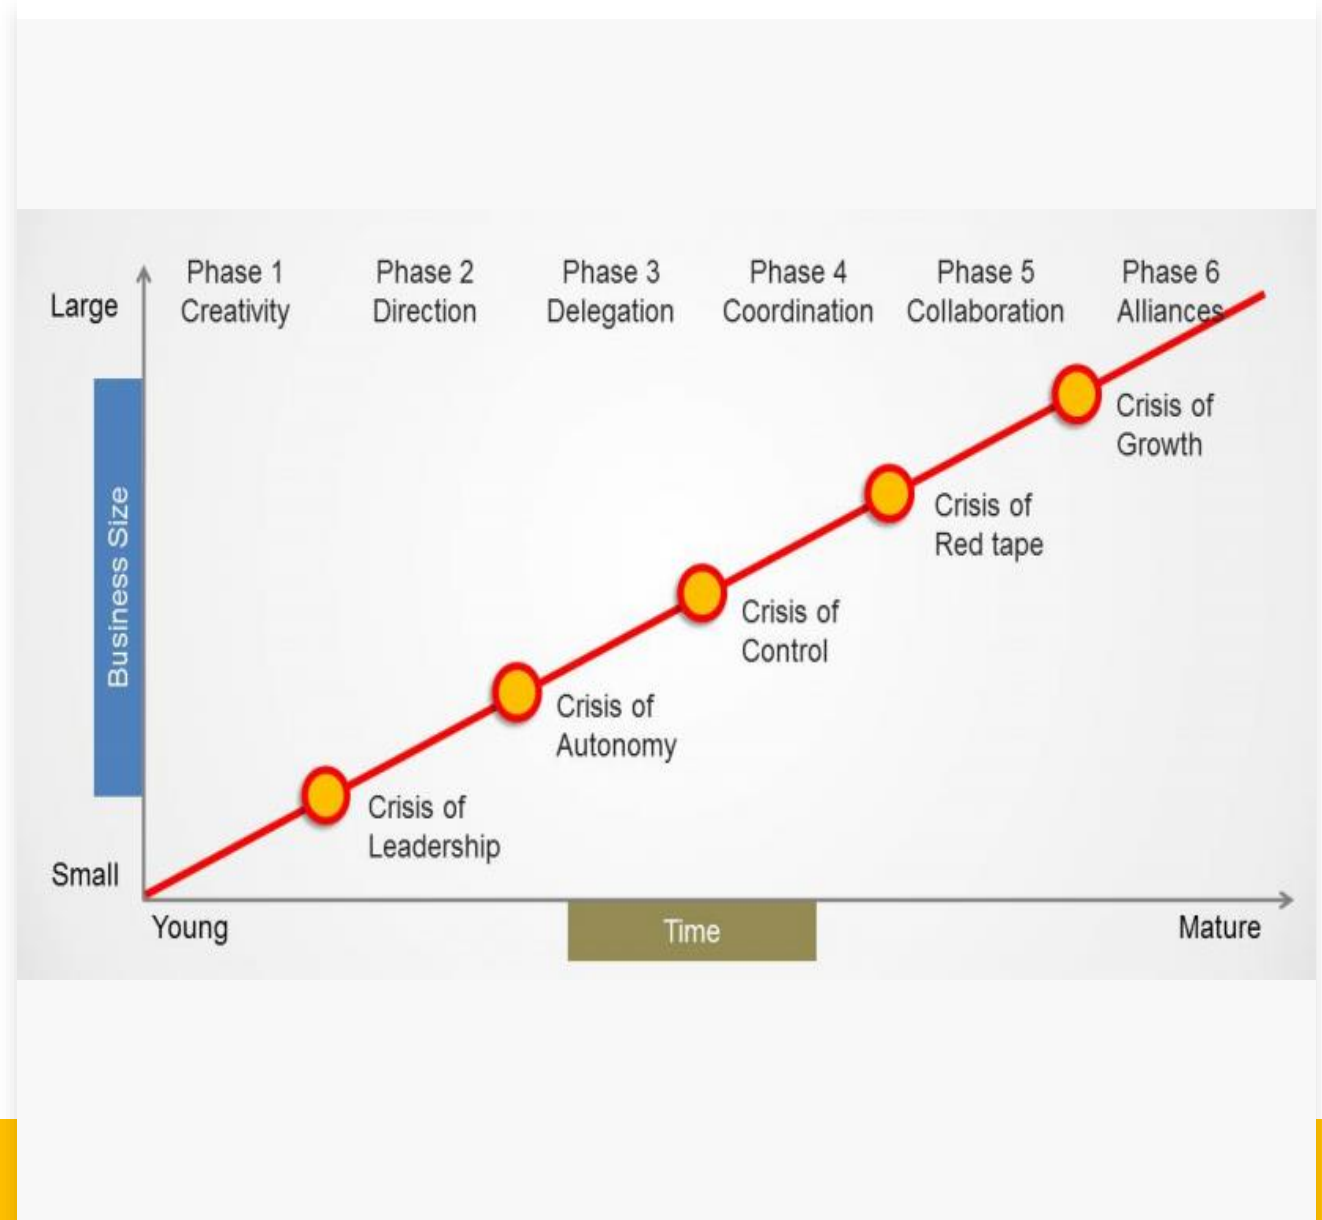 Phase 1
Creativity
Phase 2
Direction
Phase 3
Delegation
Phase 4
Coordination
Phase 5
Collaboration
Phase 6
Alliances
Large
Business Size
Small
Crisis of
Growth
Crisis of
Red tape
Crisis of
Control
Crisis of
Autonomy
Crisis of
Leadership
Young
Time
Mature